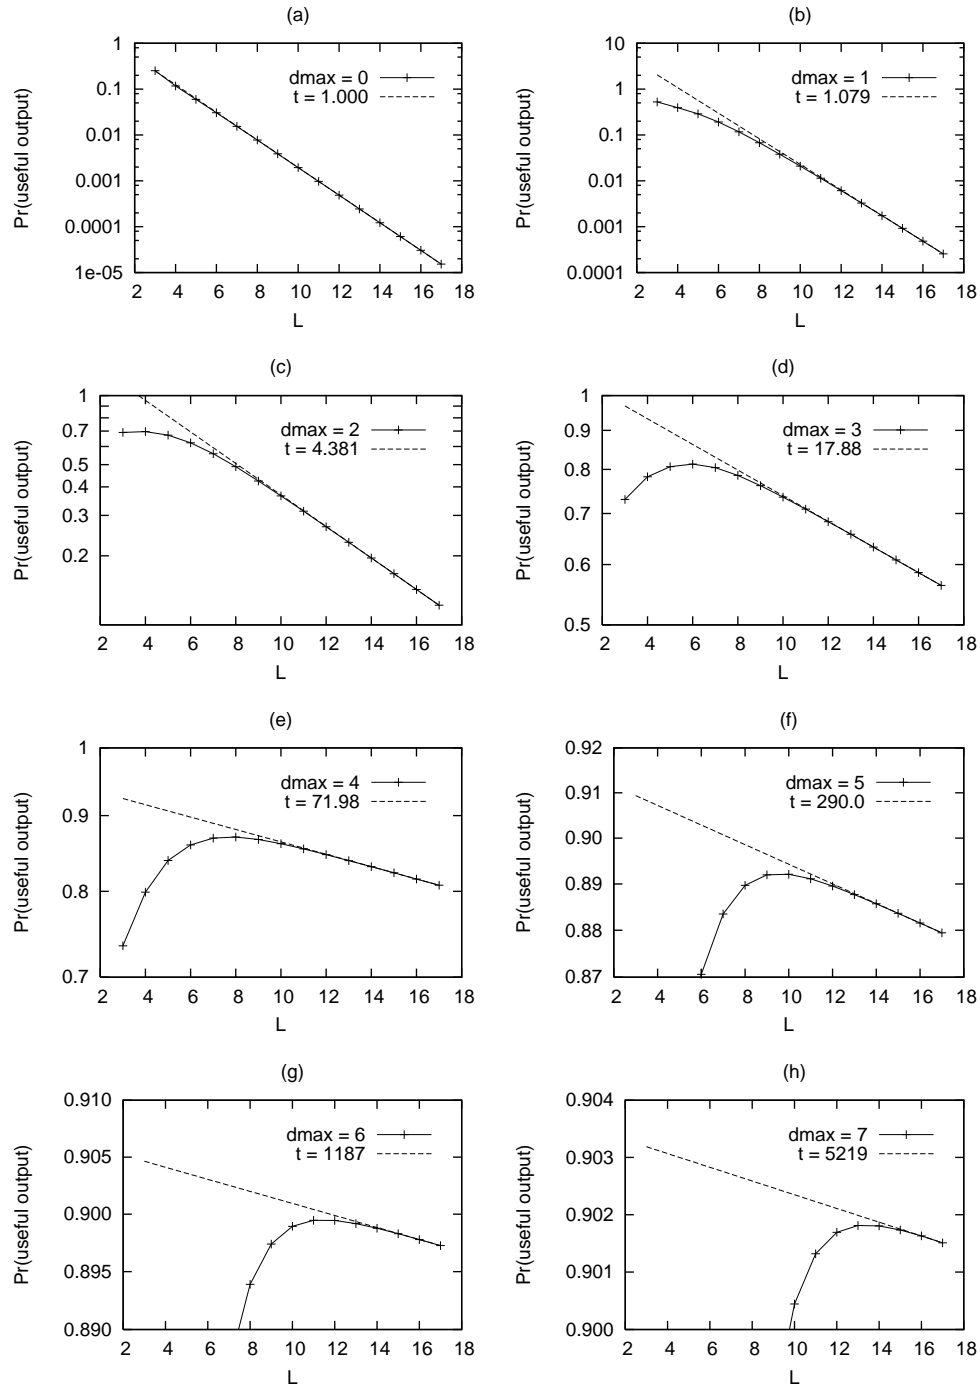 (a)
1
0.1
0.01
0.001
0.0001
1e-05
2 4 6 8 10 12 14 16 18
L
Pr(useful output)
dmax = 0
t = 1.000
(b)
10
1
0.1
0.01
0.001
0.0001
2 4 6 8 10 12 14 16 18
L
Pr(useful output)
dmax = 1
t = 1.079
(c)
1
0.7
0.5
0.4
0.3
0.2
2 4 6 8 10 12 14 16 18
L
Pr(useful output)
dmax = 2
t = 4.381
(d)
1
0.9
0.8
0.7
0.6
0.5
2 4 6 8 10 12 14 16 18
L
Pr(useful output)
dmax = 3
t = 17.88
(e)
1
0.9
0.8
0.7
2 4 6 8 10 12 14 16 18
L
Pr(useful output)
dmax = 4
t = 71.98
(f)
0.92
0.91
0.90
0.89
0.88
0.87
2 4 6 8 10 12 14 16 18
L
Pr(useful output)
dmax = 5
t = 290.0
(g)
0.910
0.905
0.900
0.895
0.890
2 4 6 8 10 12 14 16 18
L
Pr(useful output)
dmax = 6
t = 1187
(h)
0.904
0.903
0.902
0.901
0.900
2 4 6 8 10 12 14 16 18
L
Pr(useful output)
dmax = 7
t = 5219